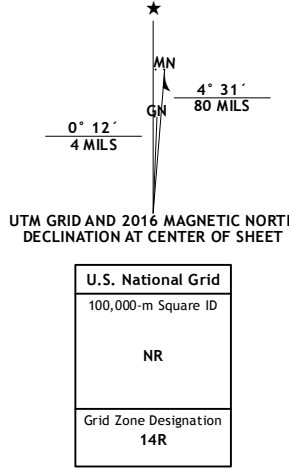 ★
MN
4° 31´
80 MILS
GN
0° 12´
4 MILS
UTM GRID AND 2016 MAGNETIC NORTH
DECLINATION AT CENTER OF SHEET
U.S. National Grid
100,000-m Square ID
NR
Grid Zone Designation
14R